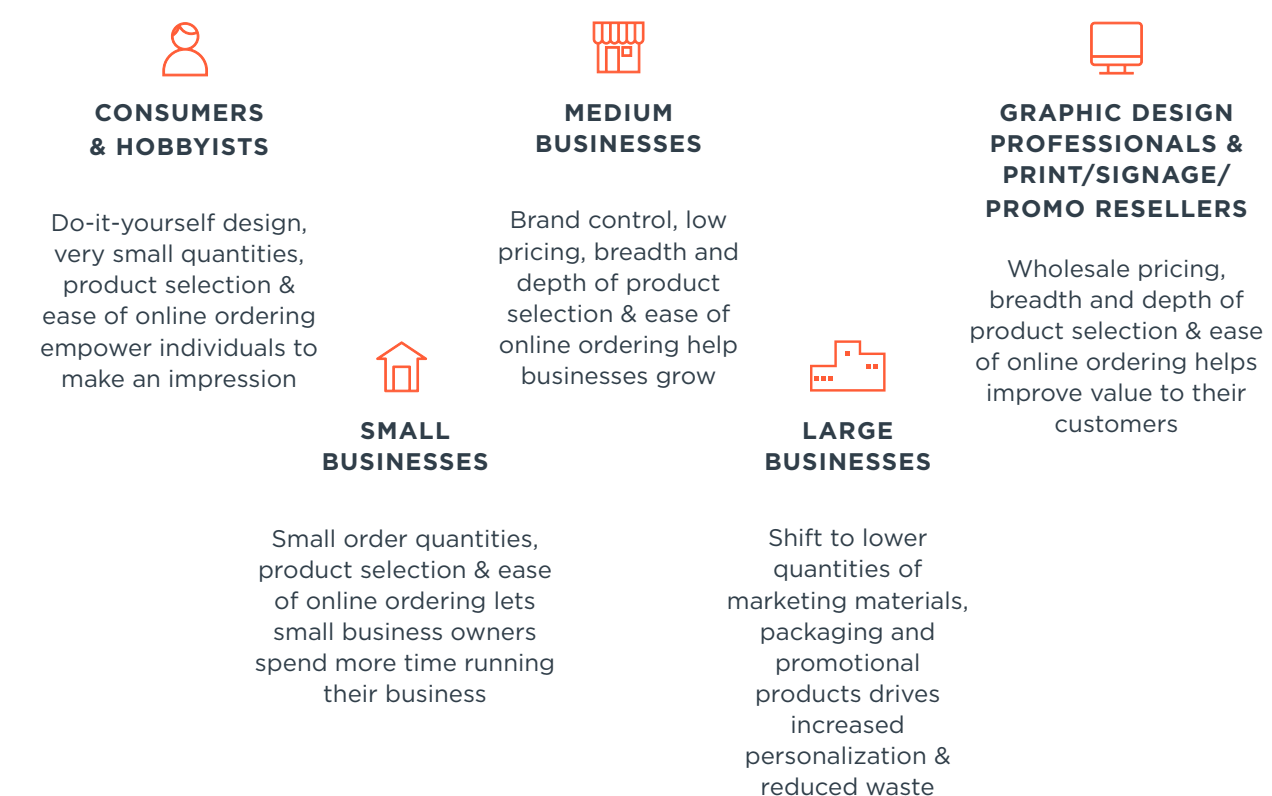 CONSUMERS
& HOBBYISTS
Do-it-yourself design,
very small quantities,
product selection &
ease of online ordering
empower individuals to
make an impression
SMALL
BUSINESSES
Small order quantities,
product selection & ease
of online ordering lets
small business owners
spend more time running
their business
MEDIUM
BUSINESSES
Brand control, low
pricing, breadth and
depth of product
selection & ease of
online ordering help
businesses grow
LARGE
BUSINESSES
Shift to lower
quantities of
marketing materials,
packaging and
promotional
products drives
increased
personalization &
reduced waste
GRAPHIC DESIGN
PROFESSIONALS &
PRINT/SIGNAGE/
PROMO RESELLERS
Wholesale pricing,
breadth and depth of
product selection & ease
of online ordering helps
improve value to their
customers